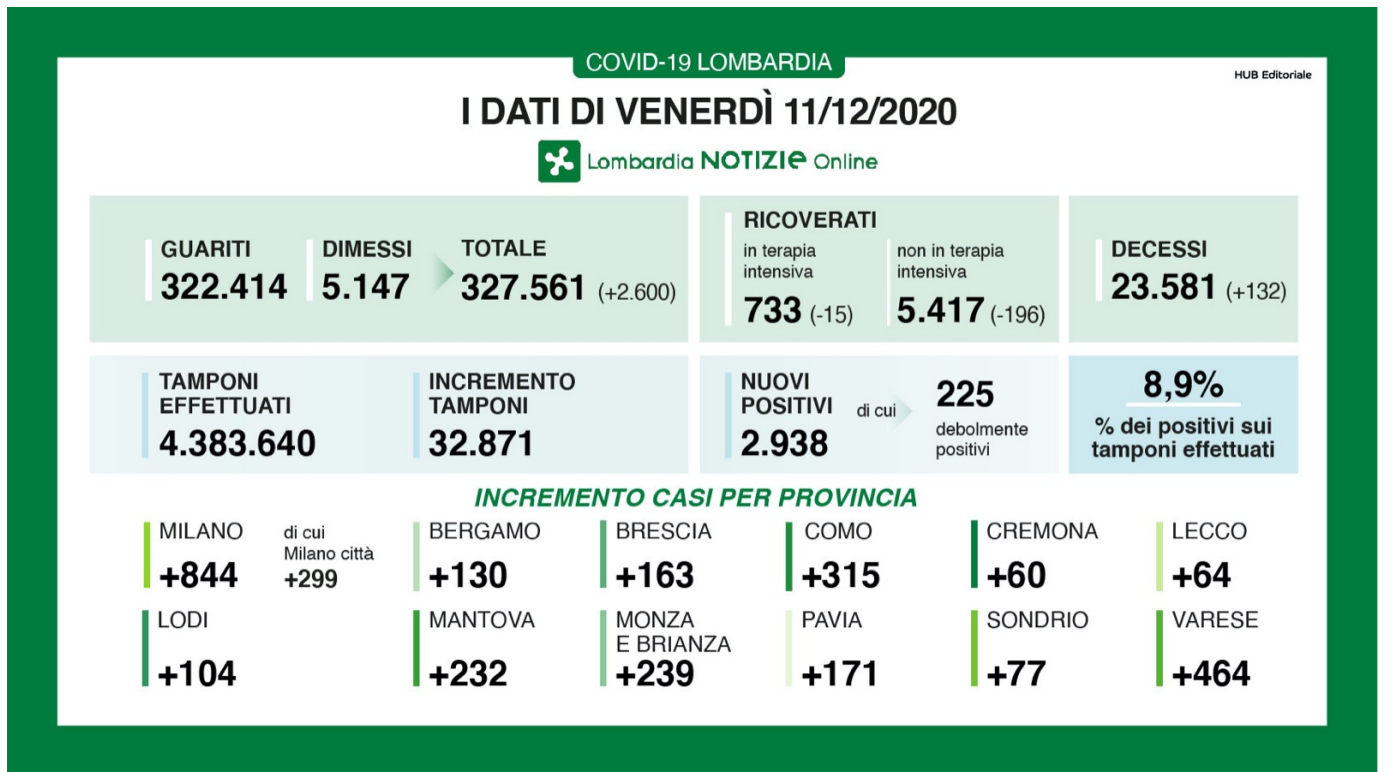 COVID-19 LOMBARDIA
HUB Editoriale
I DATI DI VENERDÌ 11/12/2020
Lombardia NOTIZIE Online
GUARITI
322.414
DIMESSI
5.147
TOTALE
327.561 (+2.600)
RICOVERATI
in terapia
intensiva
733 (-15)
non in terapia
intensiva
5.417 (-196)
DECESSI
23.581 (+132)
TAMPONI
EFFETTUATI
4.383.640
INCREMENTO
TAMPONI
32.871
NUOVI
POSITIVI
2.938
di cui
225
debolmente
positivi
8,9%
% dei positivi sui
tamponi effettuati
INCREMENTO CASI PER PROVINCIA
MILANO
+844
di cui
Milano città
+299
BERGAMO
+130
BRESCIA
+163
COMO
+315
CREMONA
+60
LECCO
+64
LODI
+104
MANTOVA
+232
MONZA
E BRIANZA
+239
PAVIA
+171
SONDRIO
+77
VARESE
+464